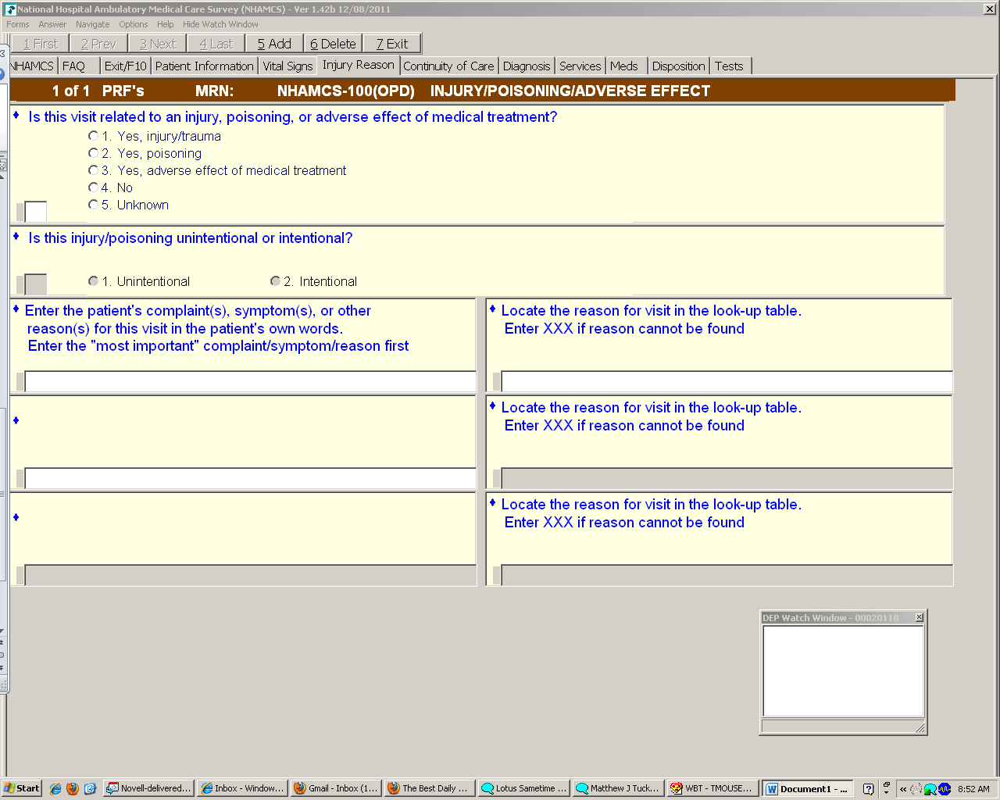 National Hospital Ambulatory Medical Care Survey (NHAMCS) - Ver 1.42b 12/08/2011
Forms Answer Navigate Options Help Hide Watch Window
1 First 2 Prev 3 Next 4 Last 5 Add 6 Delete 7 Exit
NHAMCS FAQ Exit/F10 Patient Information Vital Signs Injury Reason Continuity of Care Diagnosis Services Meds Disposition Tests
1 of 1 PRF's MRN: NHAMCS-100(OPD) INJURY/POISONING/ADVERSE EFFECT
Is this visit related to an injury, poisoning, or adverse effect of medical treatment?
1. Yes, injury/trauma
2. Yes, poisoning
3. Yes, adverse effect of medical treatment
4. No
5. Unknown
Is this injury/poisoning unintentional or intentional?
1. Unintentional 2. Intentional
Enter the patient's complaint(s), symptom(s), or other
reason(s) for this visit in the patient's own words.
Enter the "most important" complaint/symptom/reason first
Locate the reason for visit in the look-up table.
Enter XXX if reason cannot be found
Locate the reason for visit in the look-up table.
Enter XXX if reason cannot be found
Locate the reason for visit in the look-up table.
Enter XXX if reason cannot be found
DEP Watch Window - 00020118
Start Novell-delivered... Inbox - Window... Gmail - Inbox (1... The Best Daily ... Lotus Sametime ... Matthew J Tuck... WBT - TMOUSE... Document1 - ... 8:52 AM